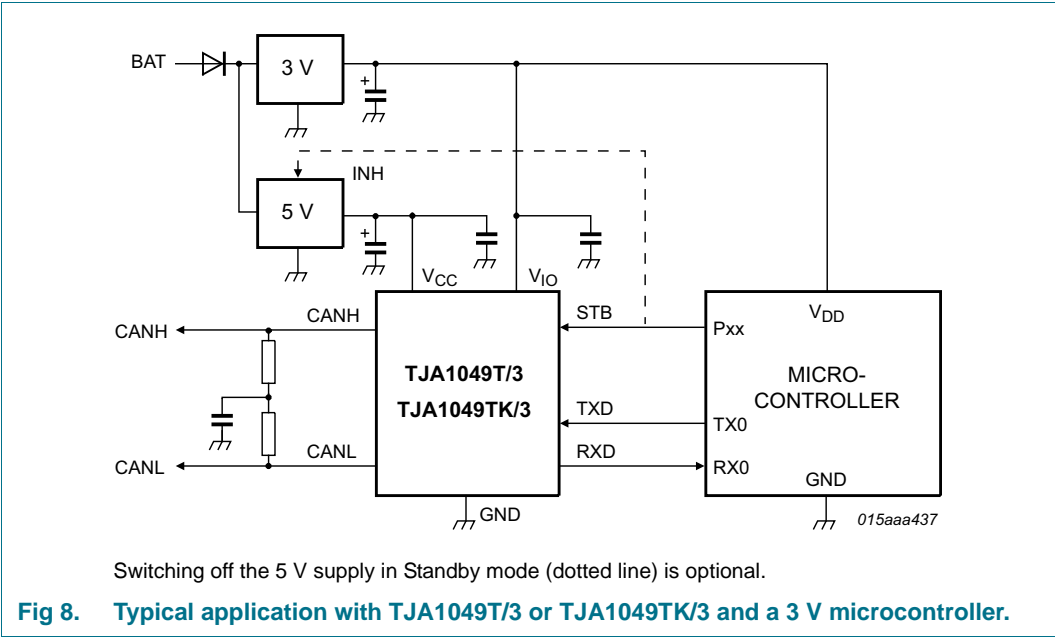 BAT
3 V
+
INH
5 V
+
VCC
VIO
CANH
CANH
STB
Pxx
VDD
TJA1049T/3
TJA1049TK/3
MICRO-
CONTROLLER
TXD
TX0
CANL
CANL
RXD
RX0
GND
GND
015aaa437
Switching off the 5 V supply in Standby mode (dotted line) is optional.
Fig 8. Typical application with TJA1049T/3 or TJA1049TK/3 and a 3 V microcontroller.